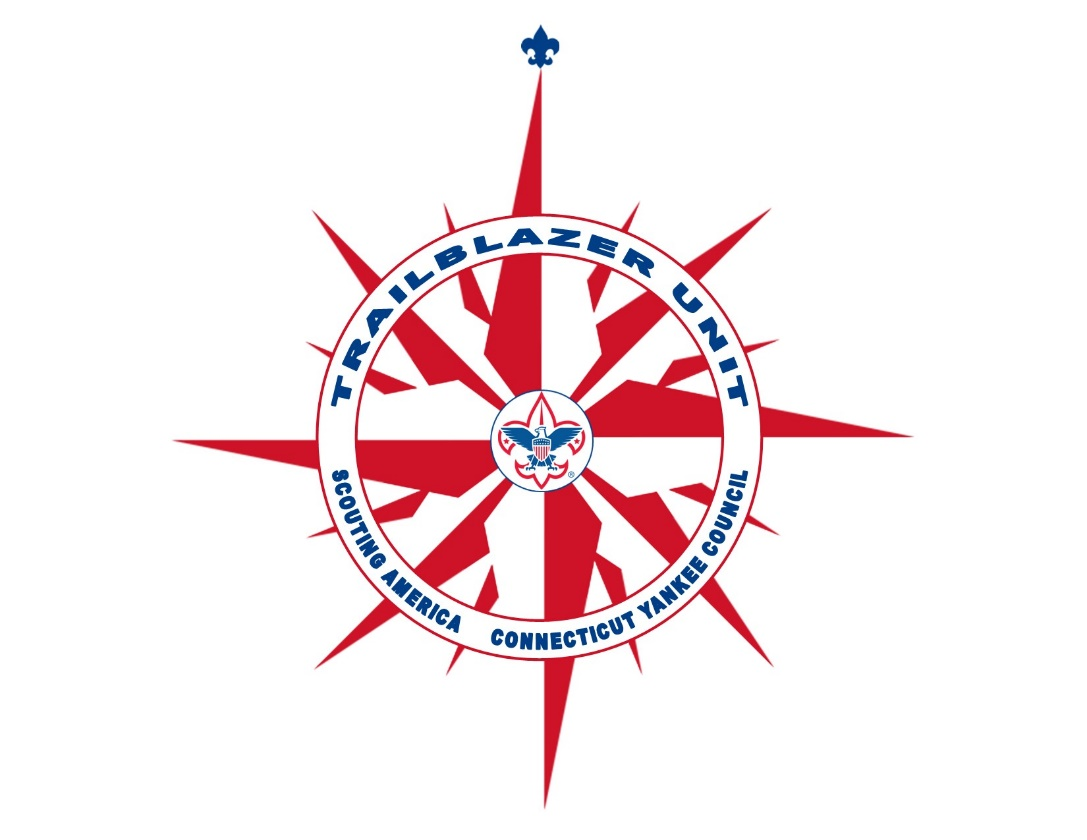 TRAILBLAZER UNIT
SCOUTING AMERICA
CONNECTICUT YANKEE COUNCIL
®